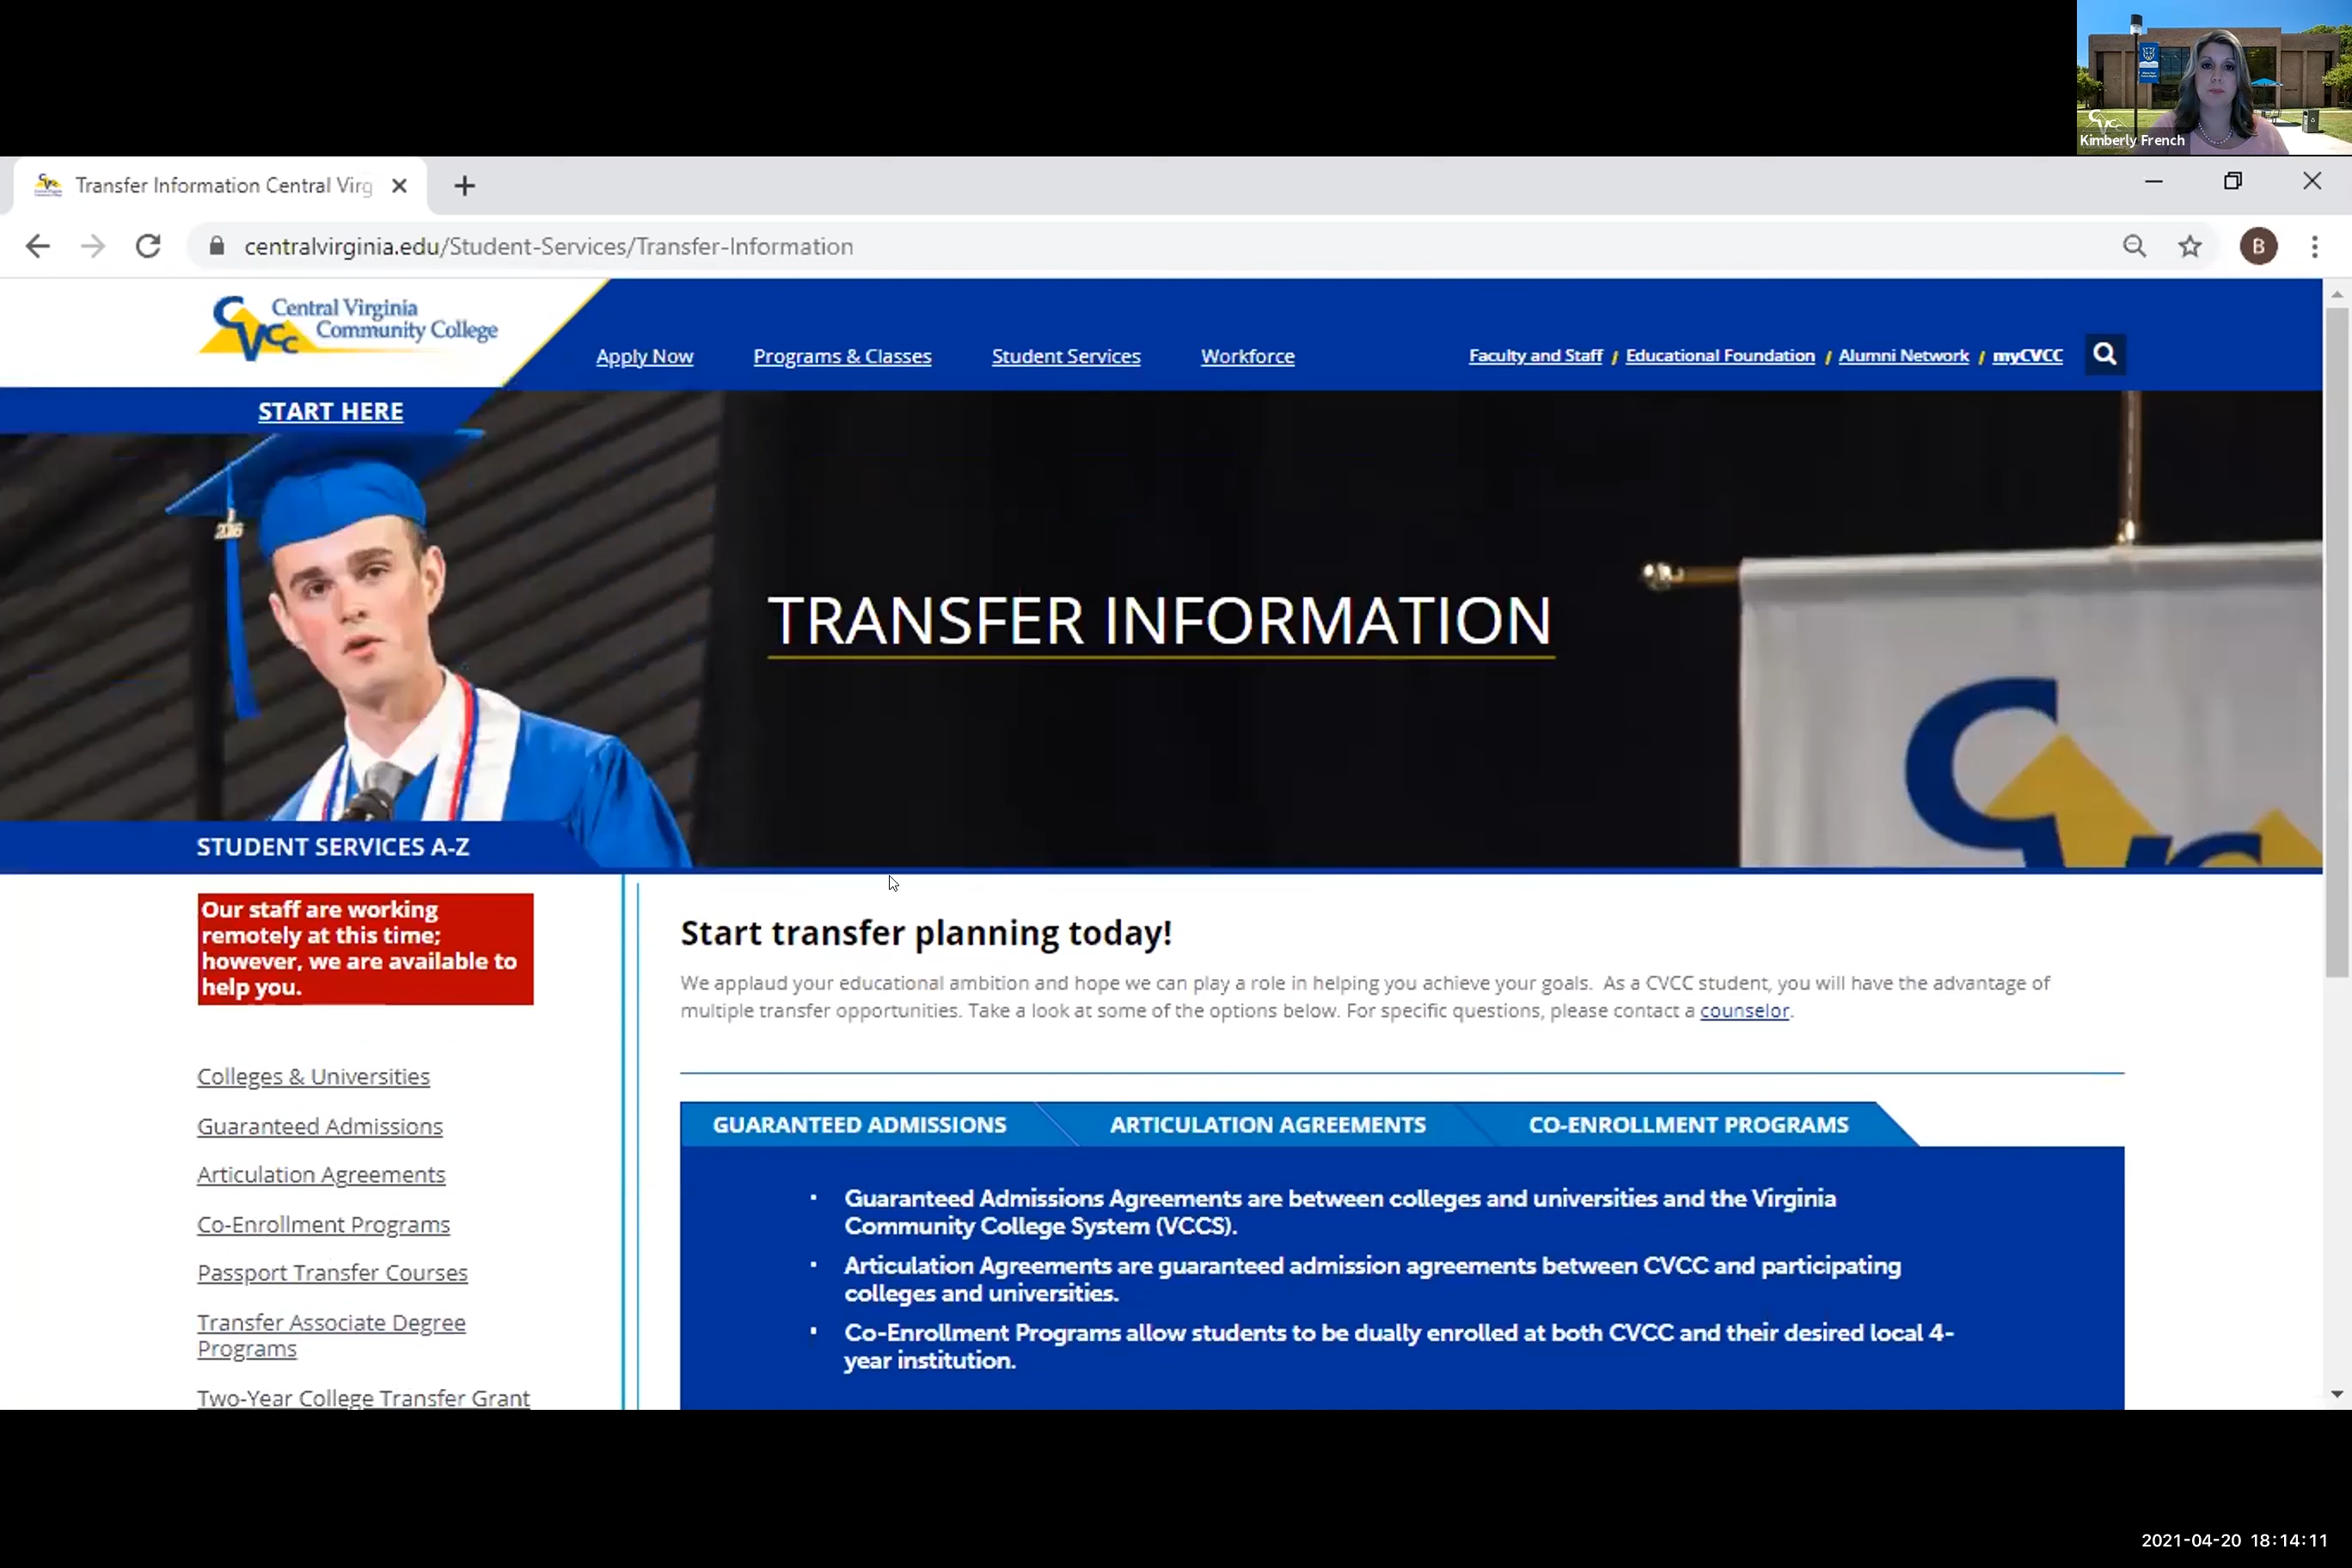 Kimberly French
Transfer Information Central Virg
centralvirginia.edu/Student-Services/Transfer-Information
CVCC
Central Virginia
Community College
Apply Now
Programs & Classes
Student Services
Workforce
Faculty and Staff / Educational Foundation / Alumni Network / myCVCC
B
START HERE
2016
TRANSFER INFORMATION
STUDENT SERVICES A-Z
Our staff are working
remotely at this time;
however, we are available to
help you.
Colleges & Universities
Guaranteed Admissions
Articulation Agreements
Co-Enrollment Programs
Passport Transfer Courses
Transfer Associate Degree
Programs
Two-Year College Transfer Grant
Start transfer planning today!
We applaud your educational ambition and hope we can play a role in helping you achieve your goals.  As a CVCC student, you will have the advantage of
multiple transfer opportunities. Take a look at some of the options below. For specific questions, please contact a counselor.
GUARANTEED ADMISSIONS
ARTICULATION AGREEMENTS
CO-ENROLLMENT PROGRAMS
· Guaranteed Admissions Agreements are between colleges and universities and the Virginia
Community College System (VCCS).
· Articulation Agreements are guaranteed admission agreements between CVCC and participating
colleges and universities.
· Co-Enrollment Programs allow students to be dually enrolled at both CVCC and their desired local 4-
year institution.
2021-04-20 18:14:11